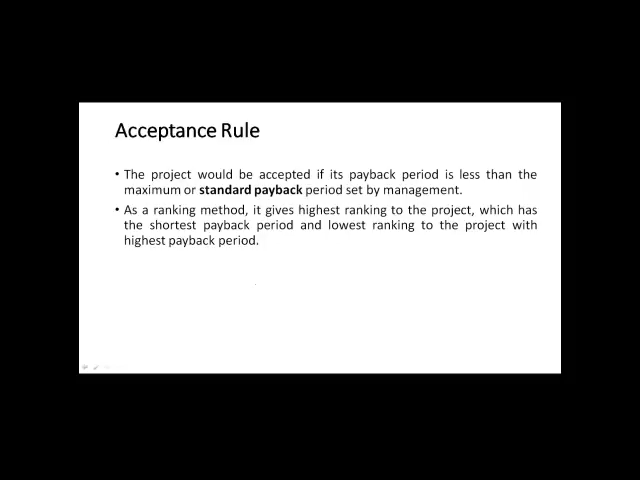 Acceptance Rule
• The project would be accepted if its payback period is less than the
maximum or standard payback period set by management.
• As a ranking method, it gives highest ranking to the project, which has
the shortest payback period and lowest ranking to the project with
highest payback period.